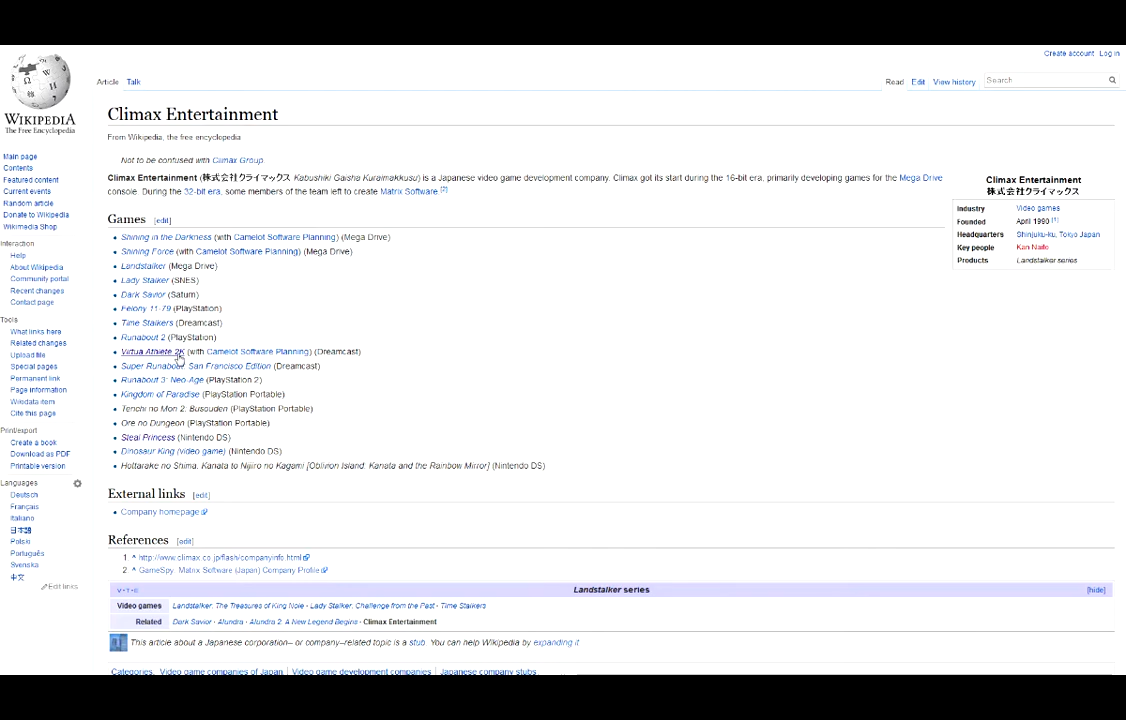 Create account Log in
WIKIPEDIA
The Free Encyclopedia
Article Talk
Read Edit View history Search
Main page
Contents
Featured content
Current events
Random article
Donate to Wikipedia
Wikimedia Shop
Interaction
Help
About Wikipedia
Community portal
Recent changes
Contact page
Tools
What links here
Related changes
Upload file
Special pages
Permanent link
Page information
Wikidata item
Cite this page
Print/export
Create a book
Download as PDF
Printable version
Languages
Deutsch
Français
Italiano
日本語
Polski
Português
Svenska
中文
Edit links
Climax Entertainment
From Wikipedia, the free encyclopedia
Not to be confused with Climax Group.
Climax Entertainment (株式会社クライマックス Kabushiki Gaisha Kuraimakkusu) is a Japanese video game development company. Climax got its start during the 16-bit era, primarily developing games for the Mega Drive
console. During the 32-bit era, some members of the team left to create Matrix Software.[2]
Climax Entertainment
株式会社クライマックス
Industry Video games
Founded April 1990 [1]
Headquarters Shinjuku-ku, Tokyo Japan
Key people Kan Naito
Products Landstalker series
Games [edit]
• Shining in the Darkness (with Camelot Software Planning) (Mega Drive)
• Shining Force (with Camelot Software Planning) (Mega Drive)
• Landstalker (Mega Drive)
• Lady Stalker (SNES)
• Dark Savior (Saturn)
• Felony 11-79 (PlayStation)
• Time Stalkers (Dreamcast)
• Runabout 2 (PlayStation)
• Virtua Athlete 2K (with Camelot Software Planning) (Dreamcast)
• Super Runabout: San Francisco Edition (Dreamcast)
• Runabout 3: Neo-Age (PlayStation 2)
• Kingdom of Paradise (PlayStation Portable)
• Tenchi no Mon 2: Busouden (PlayStation Portable)
• Ore no Dungeon (PlayStation Portable)
• Steal Princess (Nintendo DS)
• Dinosaur King (video game) (Nintendo DS)
• Hottarake no Shima: Kanata to Nijiiro no Kagami [Oblivion Island: Kanata and the Rainbow Mirror] (Nintendo DS)
External links [edit]
• Company homepage
References [edit]
1. ^ http://www.climax.co.jp/flash/companyinfo.html
2. ^ GameSpy: Matrix Software (Japan) Company Profile
V · T · E Landstalker series [hide]
Video games Landstalker: The Treasures of King Nole · Lady Stalker: Challenge from the Past · Time Stalkers
Related Dark Savior · Alundra · Alundra 2: A New Legend Begins · Climax Entertainment
This article about a Japanese corporation– or company–related topic is a stub. You can help Wikipedia by expanding it.
Categories: Video game companies of Japan | Video game development companies | Japanese company stubs